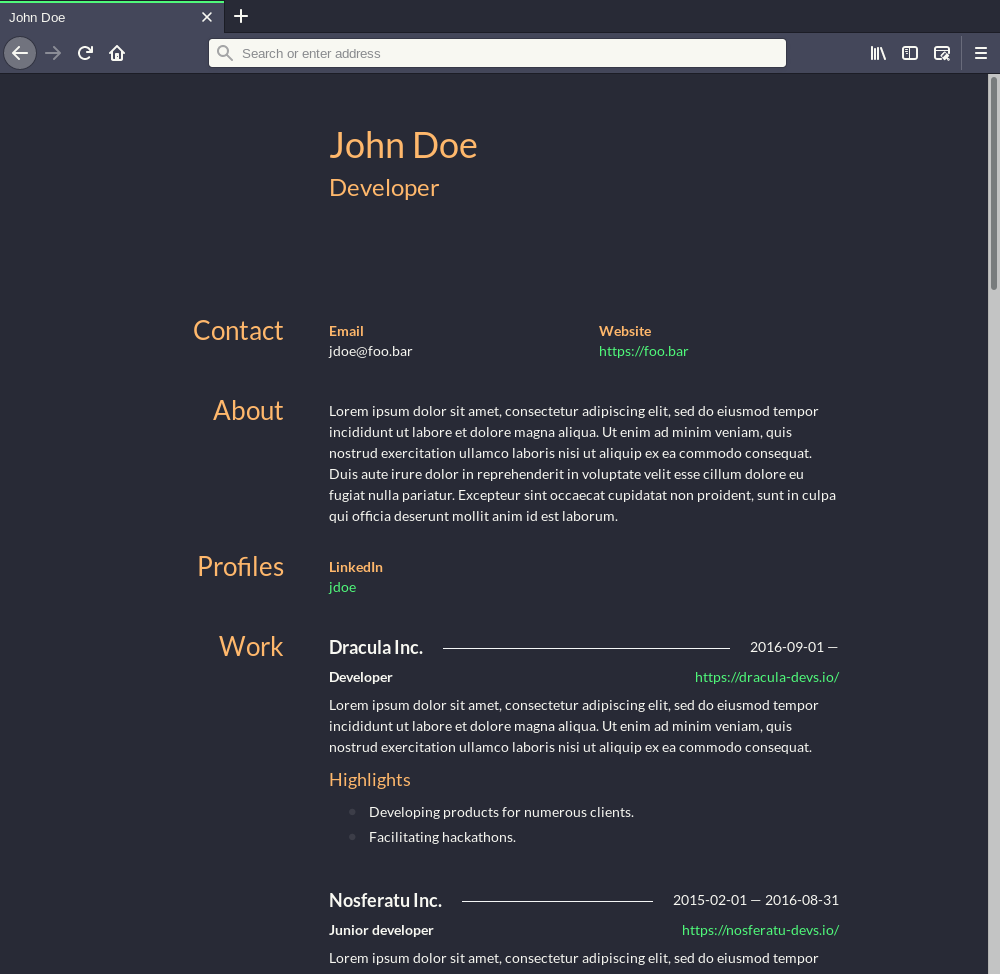 John Doe
Search or enter address
John Doe
Developer
Contact
Email
Website
jdoe@foo.bar
https://foo.bar
About
Lorem ipsum dolor sit amet, consectetur adipiscing elit, sed do eiusmod tempor
incididunt ut labore et dolore magna aliqua. Ut enim ad minim veniam, quis
nostrud exercitation ullamco laboris nisi ut aliquip ex ea commodo consequat.
Duis aute irure dolor in reprehenderit in voluptate velit esse cillum dolore eu
fugiat nulla pariatur. Excepteur sint occaecat cupidatat non proident, sunt in culpa
qui officia deserunt mollit anim id est laborum.
Profiles
LinkedIn
jdoe
Work
Dracula Inc.
2016-09-01 —
Developer
https://dracula-devs.io/
Lorem ipsum dolor sit amet, consectetur adipiscing elit, sed do eiusmod tempor
incididunt ut labore et dolore magna aliqua. Ut enim ad minim veniam, quis
nostrud exercitation ullamco laboris nisi ut aliquip ex ea commodo consequat.
Highlights
Developing products for numerous clients.
Facilitating hackathons.
Nosferatu Inc.
2015-02-01 — 2016-08-31
Junior developer
https://nosferatu-devs.io/
Lorem ipsum dolor sit amet, consectetur adipiscing elit, sed do eiusmod tempor